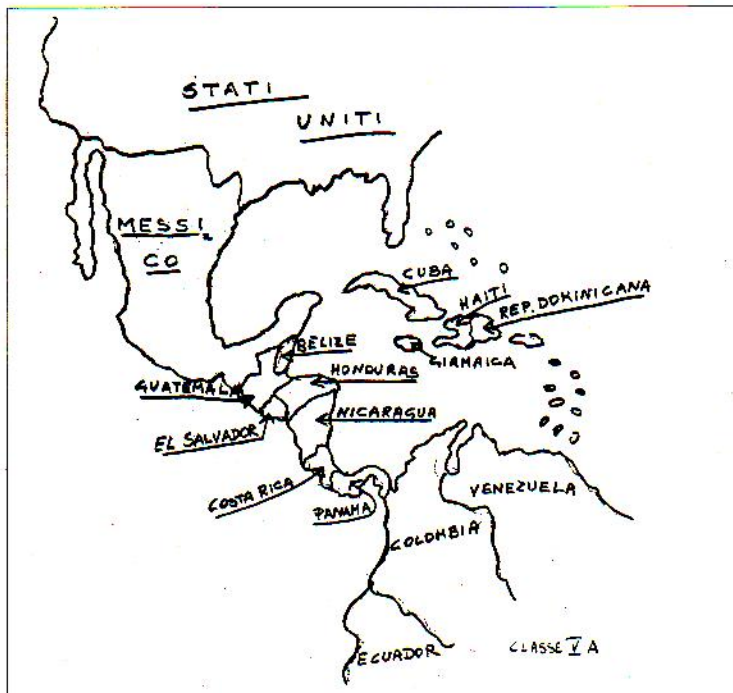 STATI
UNITI
MESSI
CO
CUBA
HAITI
REP. DOMINICANA
BELIZE
GIAMAICA
HONDURAS
GUATEMALA
NICARAGUA
EL SALVADOR
COSTA RICA
PANAMA
VENEZUELA
COLOMBIA
ECUADOR
CLASSE V A